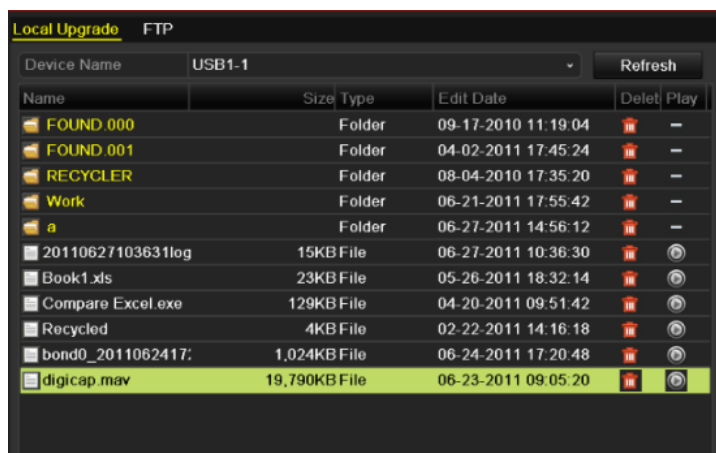 Local Upgrade FTP
Device Name USB1-1 Refresh
Name Size Type Edit Date Delet Play
FOUND.000 Folder 09-17-2010 11:19:04 –
FOUND.001 Folder 04-02-2011 17:45:24 –
RECYCLER Folder 08-04-2010 17:35:20 –
Work Folder 06-21-2011 17:55:42 –
a Folder 06-27-2011 14:56:12 –
20110627103631log 15KB File 06-27-2011 10:36:30
Book1.xls 23KB File 05-26-2011 18:32:14
Compare Excel.exe 129KB File 04-20-2011 09:51:42
Recycled 4KB File 02-22-2011 14:16:18
bond0_2011062417: 1,024KB File 06-24-2011 17:20:48
digicap.mav 19,790KB File 06-23-2011 09:05:20